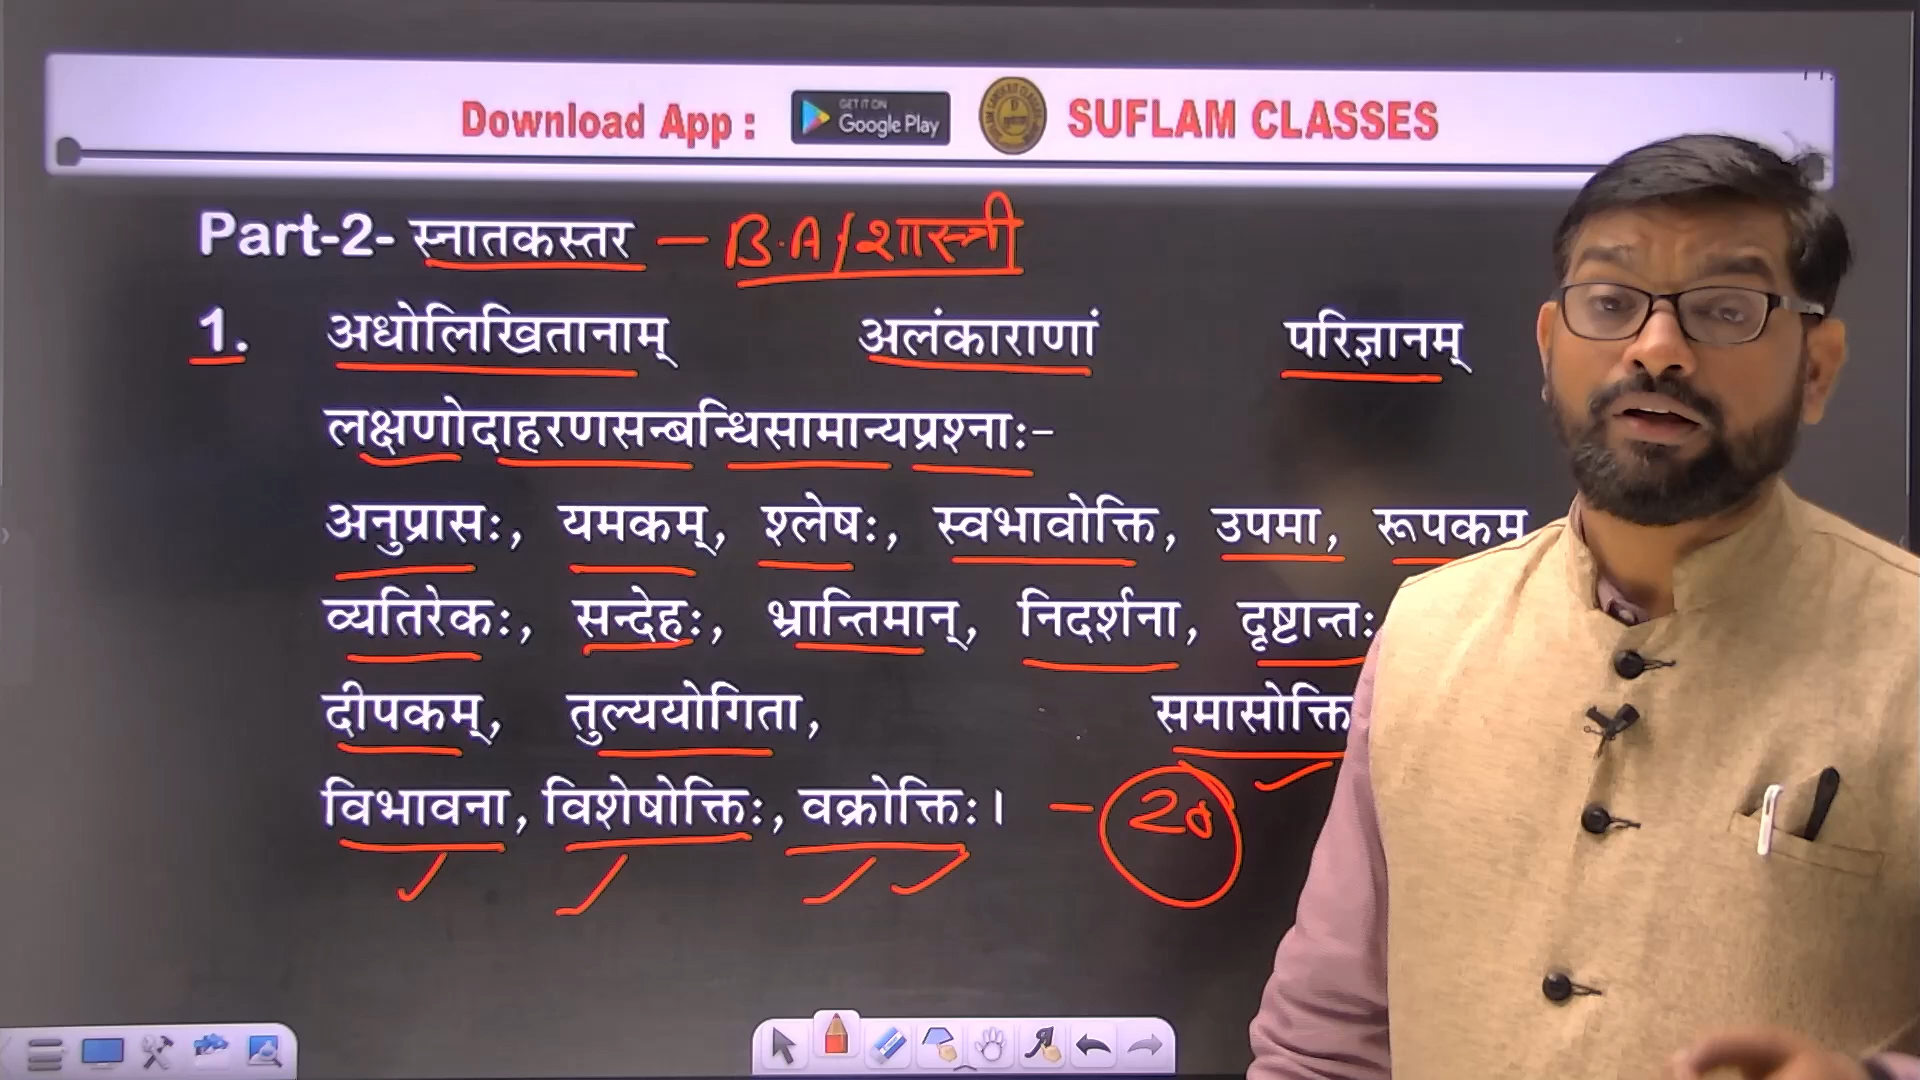 Download App : GET IT ON Google Play SUFLAM CLASSES
Part-2- स्नातकस्तर — B.A/शास्त्री
1. अधोलिखितानाम् अलंकाराणां परिज्ञानम्
लक्षणोदाहरणसन्बन्धिसामान्यप्रश्नाः-
अनुप्रासः, यमकम्, श्लेषः, स्वभावोक्ति, उपमा, रूपकम्
व्यतिरेकः, सन्देहः, भ्रान्तिमान्, निदर्शना, दृष्टान्तः
दीपकम्, तुल्ययोगिता, समासोक्ति
विभावना, विशेषोक्तिः, वक्रोक्तिः। — 20